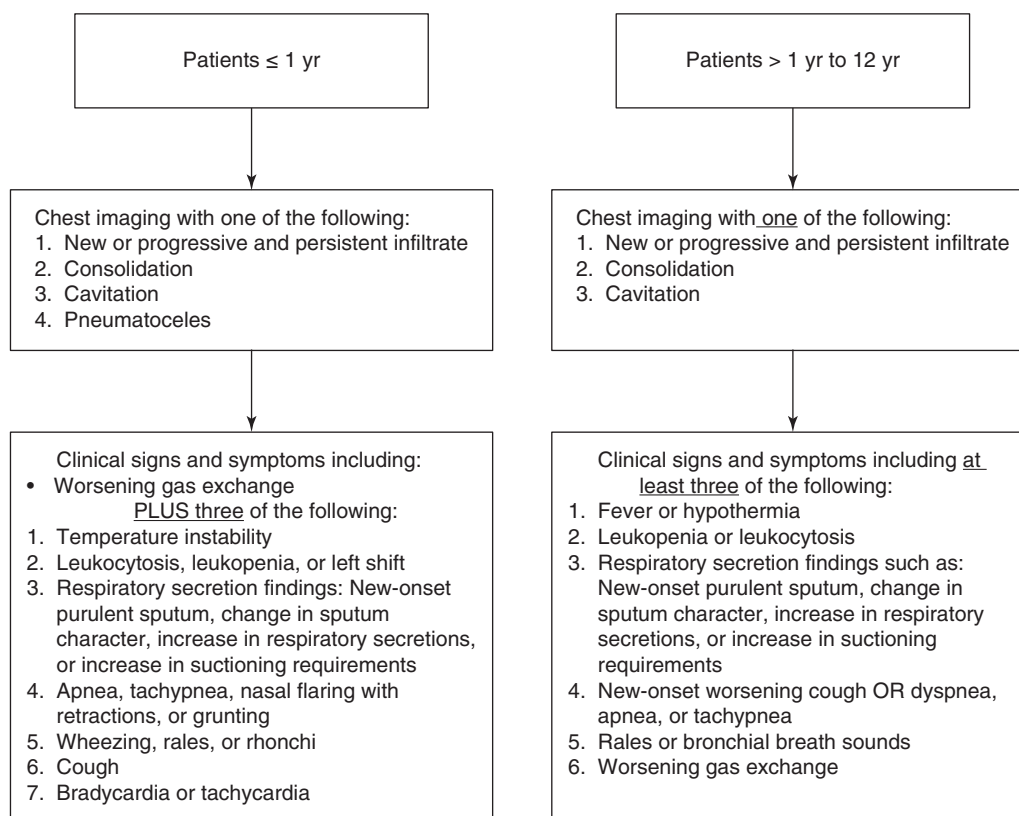 Patients ≤ 1 yr
Chest imaging with one of the following:
1. New or progressive and persistent infiltrate
2. Consolidation
3. Cavitation
4. Pneumatoceles
Clinical signs and symptoms including:
• Worsening gas exchange
PLUS three of the following:
1. Temperature instability
2. Leukocytosis, leukopenia, or left shift
3. Respiratory secretion findings: New-onset
purulent sputum, change in sputum
character, increase in respiratory secretions,
or increase in suctioning requirements
4. Apnea, tachypnea, nasal flaring with
retractions, or grunting
5. Wheezing, rales, or rhonchi
6. Cough
7. Bradycardia or tachycardia
Patients > 1 yr to 12 yr
Chest imaging with one of the following:
1. New or progressive and persistent infiltrate
2. Consolidation
3. Cavitation
Clinical signs and symptoms including at
least three of the following:
1. Fever or hypothermia
2. Leukopenia or leukocytosis
3. Respiratory secretion findings such as:
New-onset purulent sputum, change in
sputum character, increase in respiratory
secretions, or increase in suctioning
requirements
4. New-onset worsening cough OR dyspnea,
apnea, or tachypnea
5. Rales or bronchial breath sounds
6. Worsening gas exchange